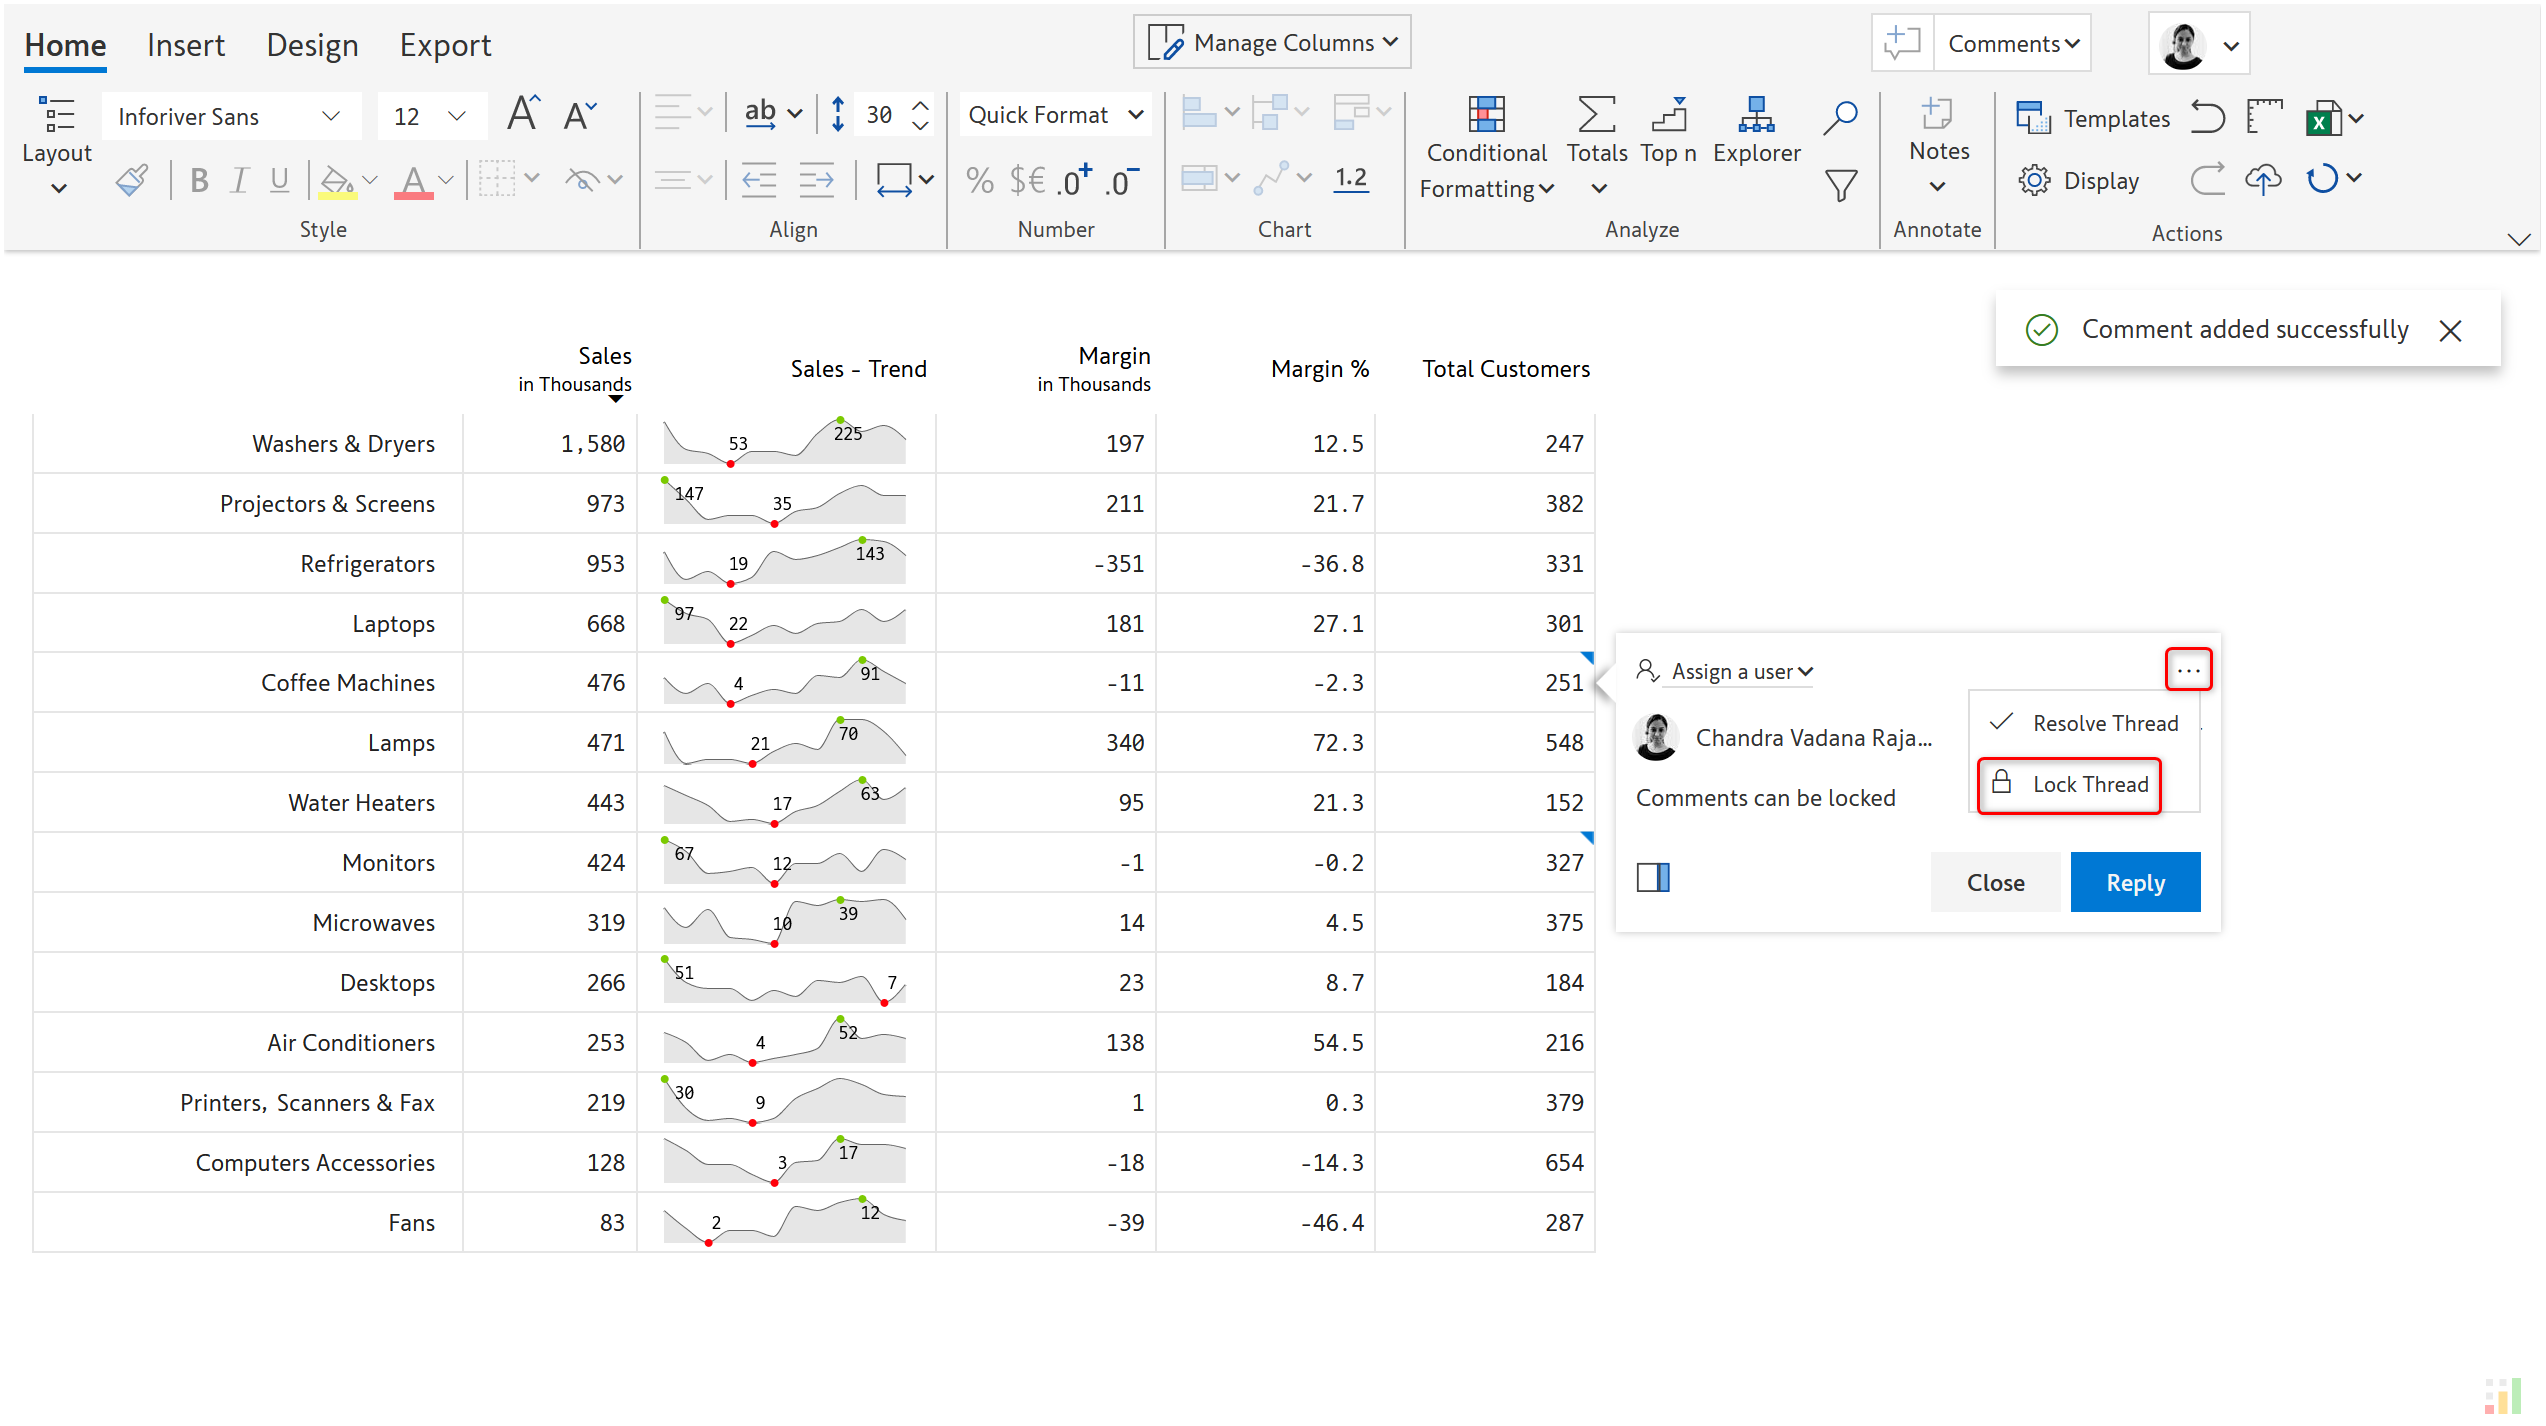 Home Insert Design Export Manage Columns Comments
Inforiver Sans 12 ab 30 Quick Format
Layout Conditional Formatting Totals Top n Explorer Notes Templates
B I U A % $€ .0+ .0- 1.2 Display
Style Align Number Chart Analyze Annotate Actions
Comment added successfully
Sales in Thousands Sales - Trend Margin in Thousands Margin % Total Customers
Washers & Dryers 1,580 53 225 197 12.5 247
Projectors & Screens 973 147 35 211 21.7 382
Refrigerators 953 19 143 -351 -36.8 331
Laptops 668 97 22 181 27.1 301
Coffee Machines 476 4 91 -11 -2.3 251
Lamps 471 21 70 340 72.3 548
Water Heaters 443 17 63 95 21.3 152
Monitors 424 67 12 -1 -0.2 327
Microwaves 319 10 39 14 4.5 375
Desktops 266 51 7 23 8.7 184
Air Conditioners 253 4 52 138 54.5 216
Printers, Scanners & Fax 219 30 9 1 0.3 379
Computers Accessories 128 3 17 -18 -14.3 654
Fans 83 2 12 -39 -46.4 287
Assign a user ...
Chandra Vadana Raja...
Comments can be locked
Resolve Thread
Lock Thread
Close Reply